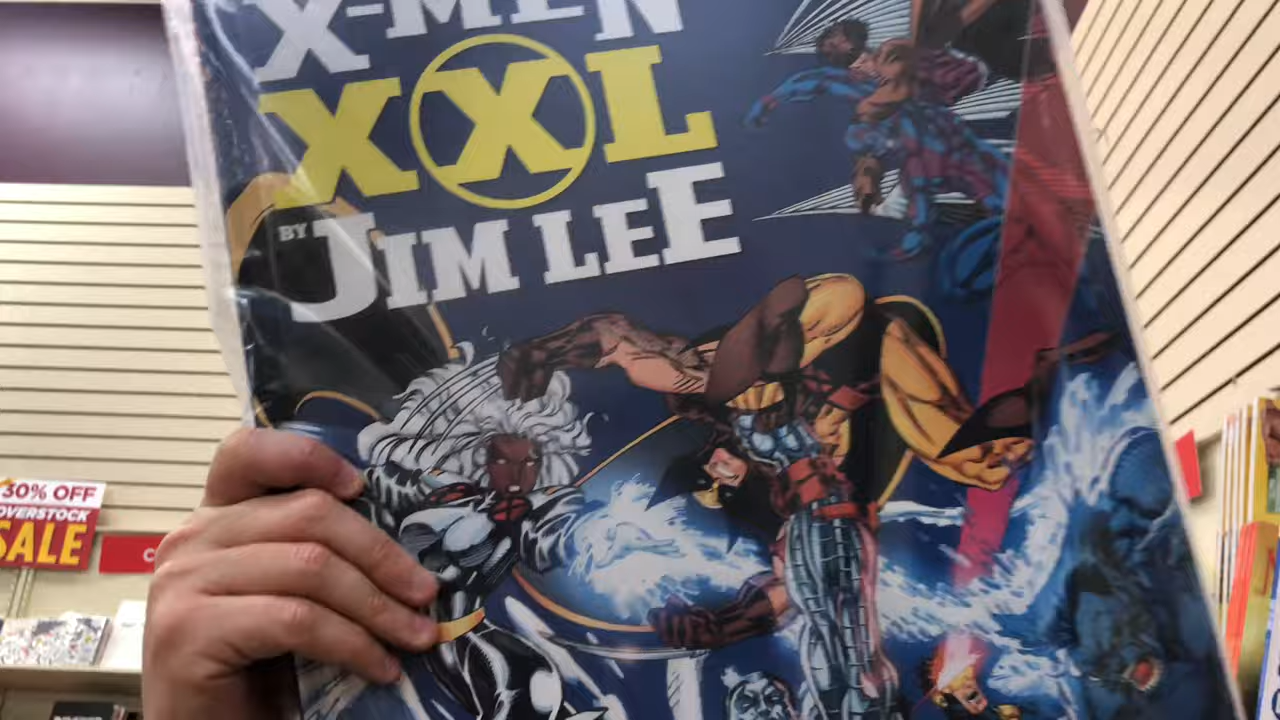 X-MEN
XXL
BY JIM LEE
30% OFF
OVERSTOCK
SALE